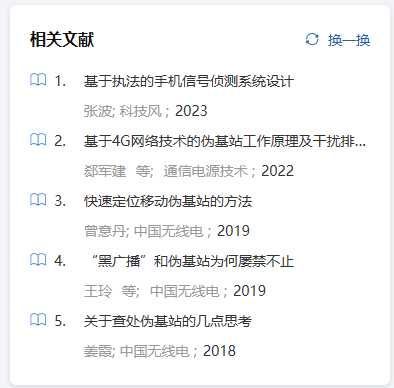 相关文献 换一换
1. 基于执法的手机信号侦测系统设计
张波; 科技风 ; 2023
2. 基于4G网络技术的伪基站工作原理及干扰排...
郄军建 等; 通信电源技术 ; 2022
3. 快速定位移动伪基站的方法
曾意丹; 中国无线电 ; 2019
4. “黑广播”和伪基站为何屡禁不止
王玲 等; 中国无线电 ; 2019
5. 关于查处伪基站的几点思考
姜霞; 中国无线电 ; 2018